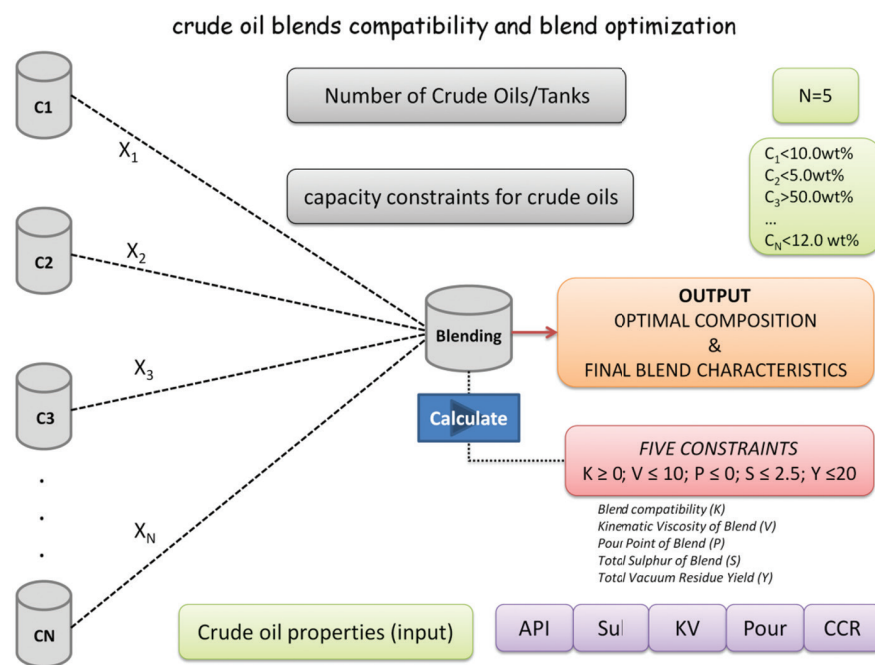 crude oil blends compatibility and blend optimization
C1
X1
Number of Crude Oils/Tanks
N=5
capacity constraints for crude oils
C1<10.0wt%
C2<5.0wt%
C3>50.0wt%
...
CN<12.0 wt%
C2
X2
Blending
OUTPUT
OPTIMAL COMPOSITION
&
FINAL BLEND CHARACTERISTICS
C3
X3
Calculate
FIVE CONSTRAINTS
K ≥ 0; V ≤ 10; P ≤ 0; S ≤ 2.5; Y ≤20
Blend compatibility (K)
Kinematic Viscosity of Blend (V)
Pour Point of Blend (P)
Total Sulphur of Blend (S)
Total Vacuum Residue Yield (Y)
.
.
.
XN
CN
Crude oil properties (input)
API
Sul
KV
Pour
CCR